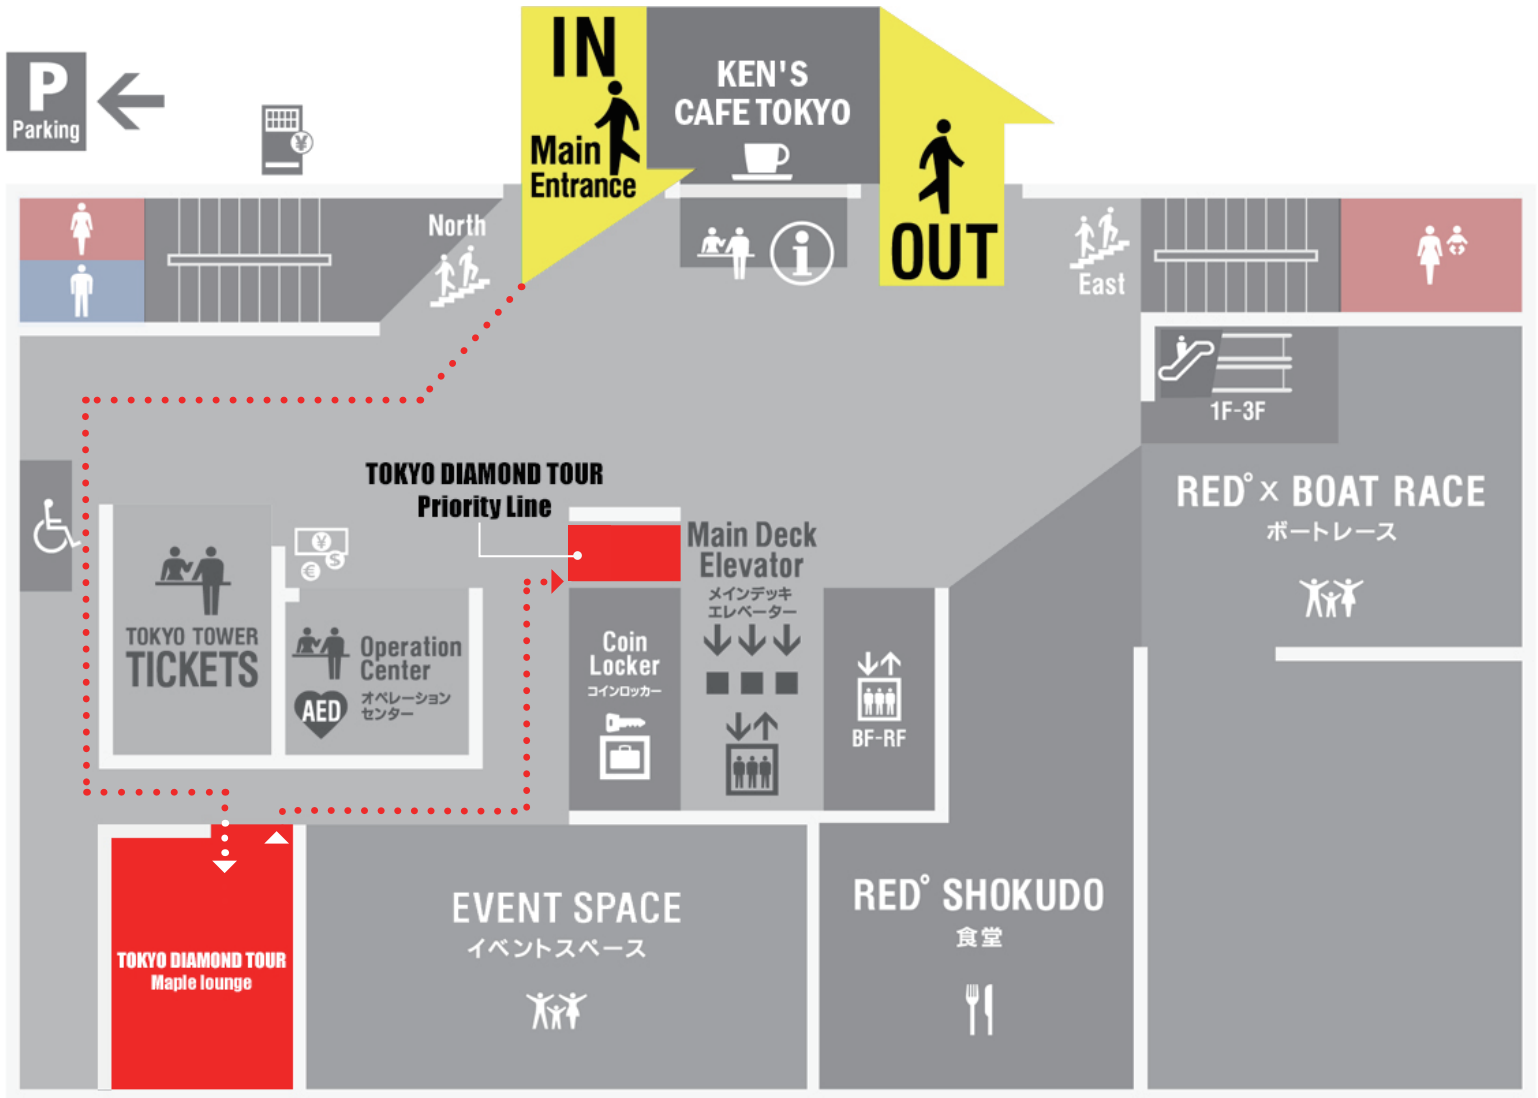 IN
Main
Entrance
KEN'S
CAFE TOKYO
OUT
P
Parking
¥
North
i
East
1F-3F
RED° x BOAT RACE
ボートレース
TOKYO DIAMOND TOUR
Priority Line
Main Deck
Elevator
メインデッキ
エレベーター
¥
$
€
TOKYO TOWER
TICKETS
Operation
Center
オペレーション
センター
AED
Coin
Locker
コインロッカー
BF-RF
EVENT SPACE
イベントスペース
RED° SHOKUDO
食堂
TOKYO DIAMOND TOUR
Maple lounge